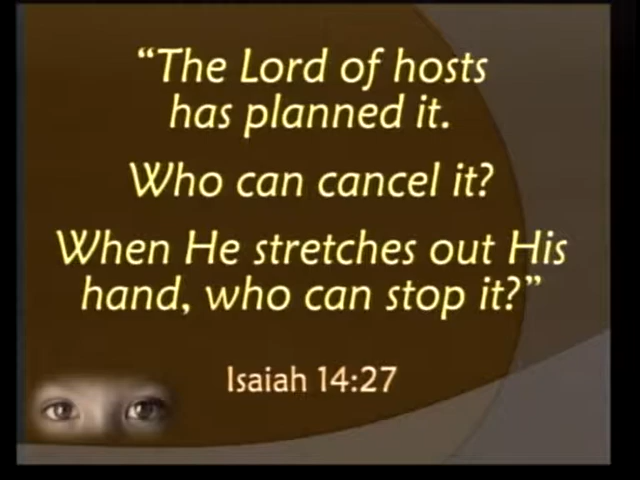 “The Lord of hosts
has planned it.
Who can cancel it?
When He stretches out His
hand, who can stop it?”
Isaiah 14:27